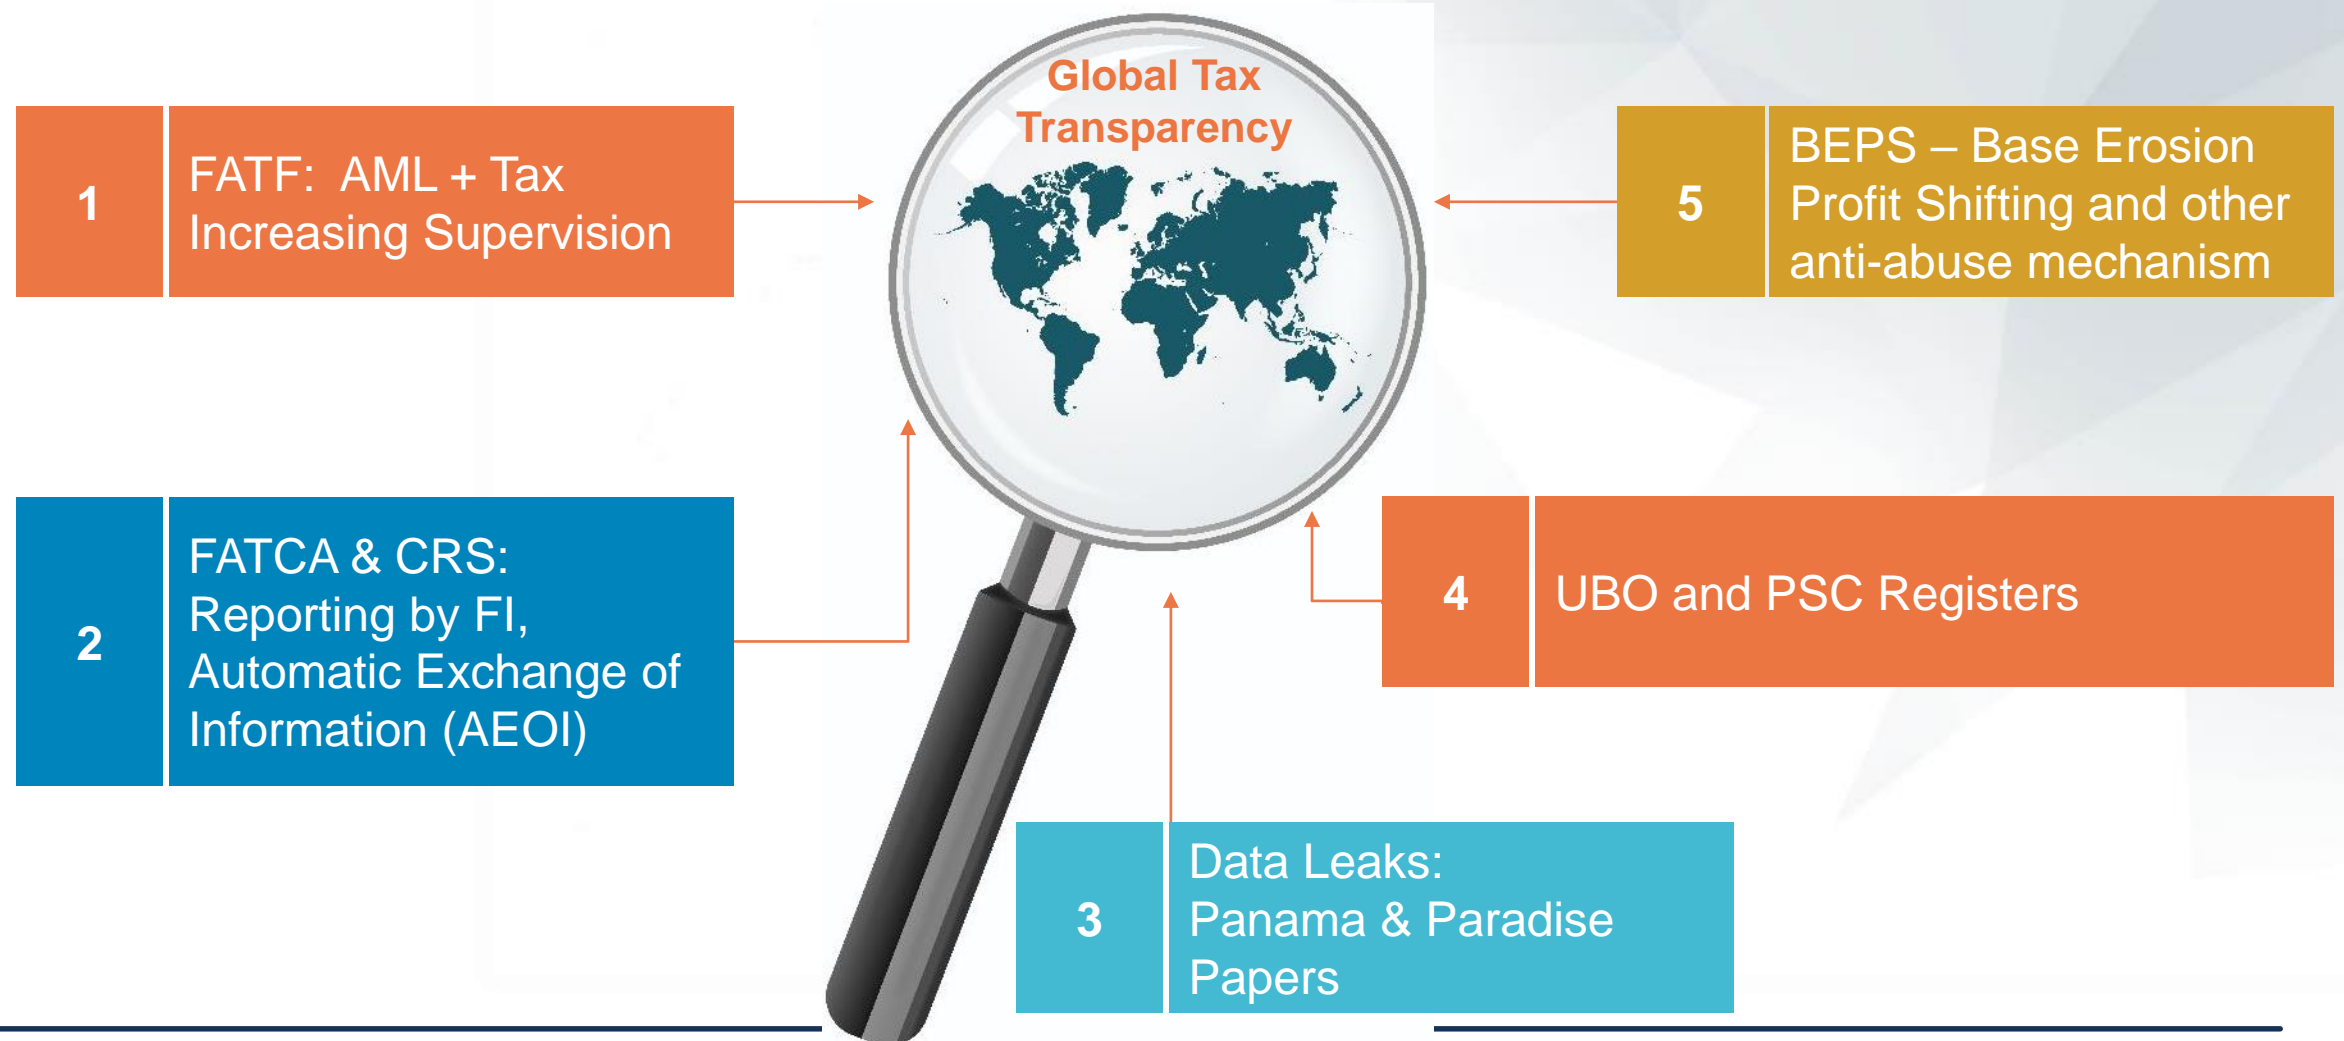 Global Tax
Transparency
1
FATF:  AML + Tax
Increasing Supervision
2
FATCA & CRS:
Reporting by FI,
Automatic Exchange of
Information (AEOI)
3
Data Leaks:
Panama & Paradise
Papers
4
UBO and PSC Registers
5
BEPS – Base Erosion
Profit Shifting and other
anti-abuse mechanism